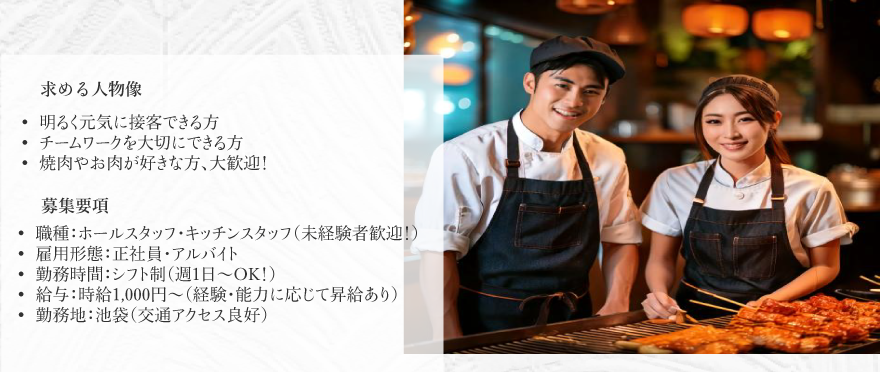 求める人物像
• 明るく元気に接客できる方
• チームワークを大切にできる方
• 焼肉やお肉が好きな方、大歓迎！
募集要項
• 職種：ホールスタッフ・キッチンスタッフ（未経験者歓迎！）
• 雇用形態：正社員・アルバイト
• 勤務時間：シフト制（週1日～OK！）
• 給与：時給1,000円～（経験・能力に応じて昇給あり）
• 勤務地：池袋（交通アクセス良好）